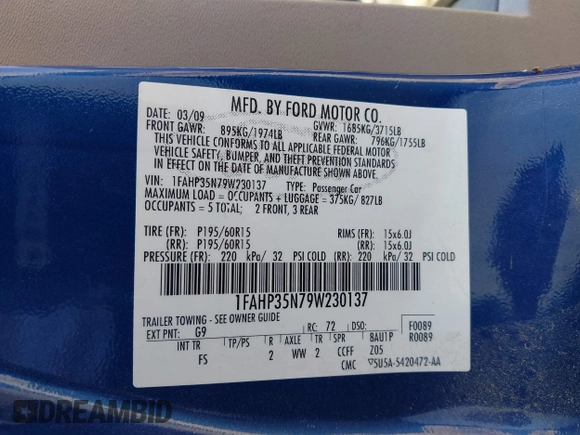 MFD. BY FORD MOTOR CO.
03/09
GVWR: 1685KG/3715LB
FRONT GAWR: 895KG/1974LB
REAR GAWR: 796KG/1755LB
THIS VEHICLE CONFORMS TO ALL APPLICABLE FEDERAL MOTOR
VEHICLE SAFETY, BUMPER, AND THEFT PREVENTION STANDARDS
IN EFFECT ON THE DATE OF MANUFACTURE SHOWN ABOVE.
VIN: 1FAHP35N79W230137 TYPE: Passenger Car
MAXIMUM LOAD = OCCUPANTS + LUGGAGE = 375KG/ 827LB
OCCUPANTS = 5 TOTAL; 2 FRONT, 3 REAR
TIRE (FR): P195/60R15 RIMS (FR): 15x6.0J
(RR): P195/60R15 (RR): 15x6.0J
PRESSURE (FR): 220 kPa/ 32 PSI COLD (RR): 220 kPa/ 32 PSI COLD
1FAHP35N79W230137
TRAILER TOWING - SEE OWNER GUIDE
EXT PNT: G9 RC: 72 DSO: F0089
R0089
INT TR TP/PS R AXLE TR SPR BAU1P
FS 2 WW 2 CCFF Z05
CMC 5U5A-5420472-AA
DREAMBID